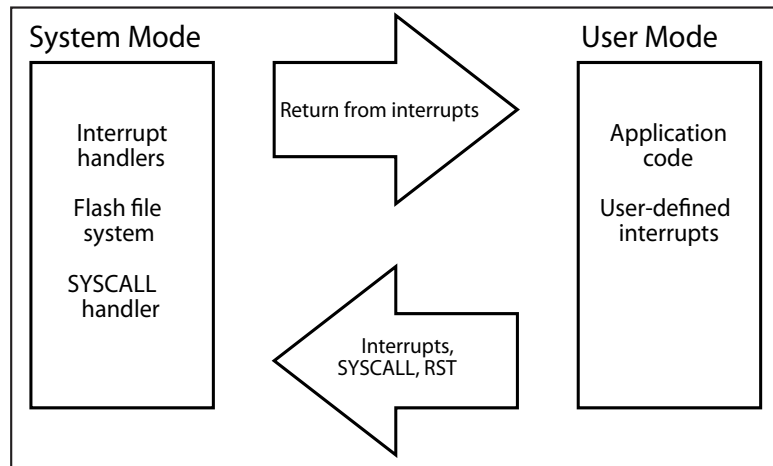 System Mode
User Mode
Interrupt
handlers
Flash file
system
SYSCALL
handler
Return from interrupts
Interrupts,
SYSCALL, RST
Application
code
User-defined
interrupts